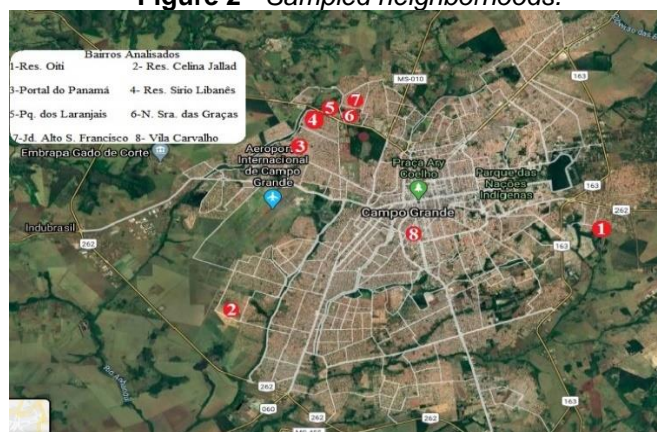 Figure 2 - Sampled neighborhoods.
Bairros Analisados
1-Res. Oiti 2- Res. Celina Jallad
3-Portal do Panamá 4- Res. Sirio Libanês
5-Pq. dos Laranjais 6-N. Sra. das Graças
7-Jd. Alto S. Francisco 8- Vila Carvalho
Embrapa Gado de Corte
MS-010
163
7
5
6
4
3
Aeroporto
Internacional
de Campo
Grande
Praça Ary
Coelho
Parque das
Nações
Indígenas
Campo Grande
262
Indubrasil
262
8
1
163
163
2
262
060
262
163